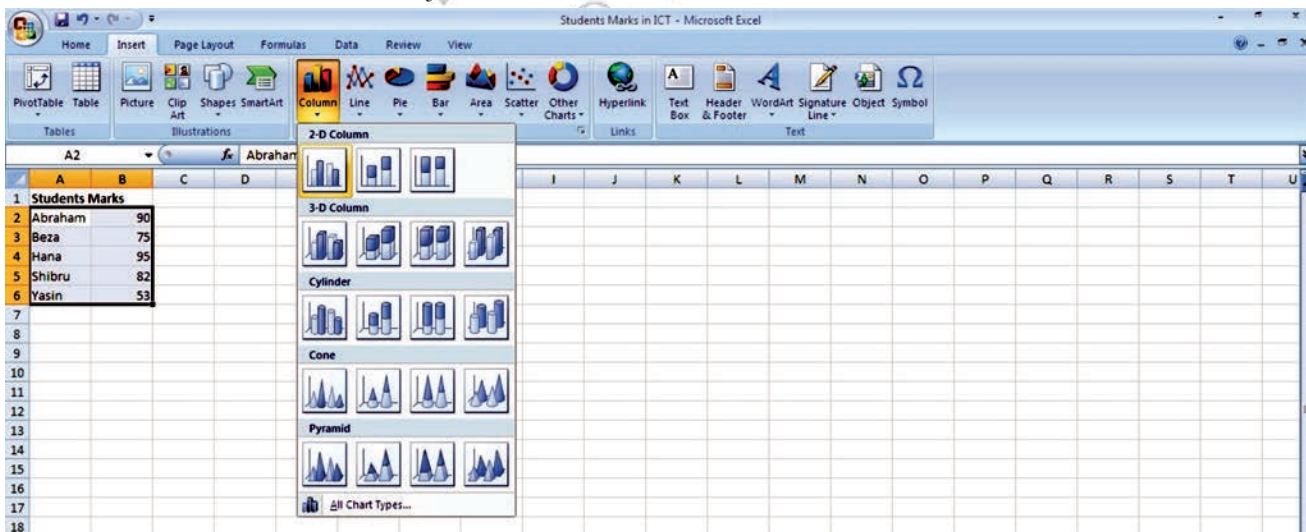 Students Marks in ICT - Microsoft Excel
Home Insert Page Layout Formulas Data Review View
PivotTable Table Picture Clip Art Shapes SmartArt Column Line Pie Bar Area Scatter Other Charts Hyperlink Text Box Header & Footer WordArt Signature Line Object Symbol
Tables Illustrations Links Text
A2 fx Abraham
2-D Column
A B C D I J K L M N O P Q R S T U
1 Students Marks
2 Abraham 90
3 Beza 75
4 Hana 95
5 Shibru 82
6 Yasin 53
7
8
9
10
11
12
13
14
15
16
17
18
3-D Column
Cylinder
Cone
Pyramid
All Chart Types...